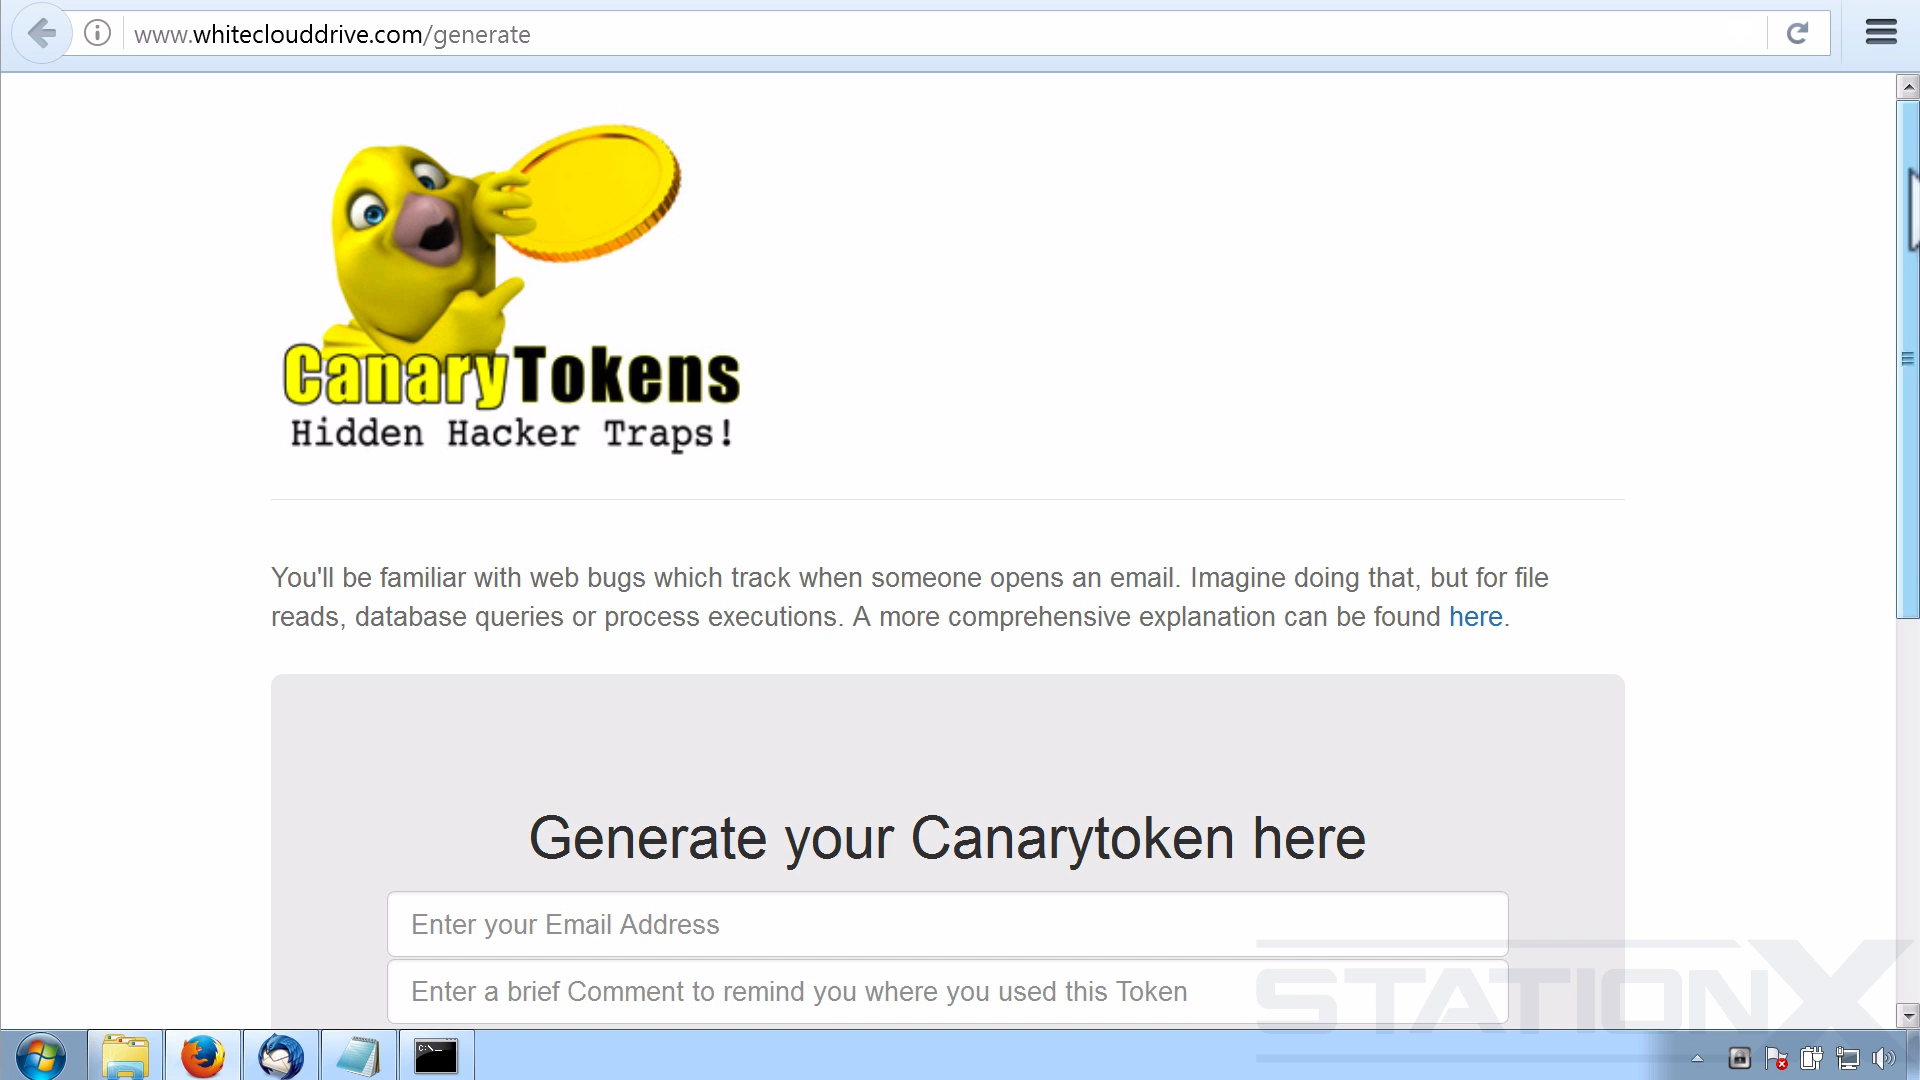 www.whiteclouddrive.com/generate
CanaryTokens
Hidden Hacker Traps!
You'll be familiar with web bugs which track when someone opens an email. Imagine doing that, but for file
reads, database queries or process executions. A more comprehensive explanation can be found here.
Generate your Canarytoken here
Enter your Email Address
Enter a brief Comment to remind you where you used this Token
STATIONX
C:\_